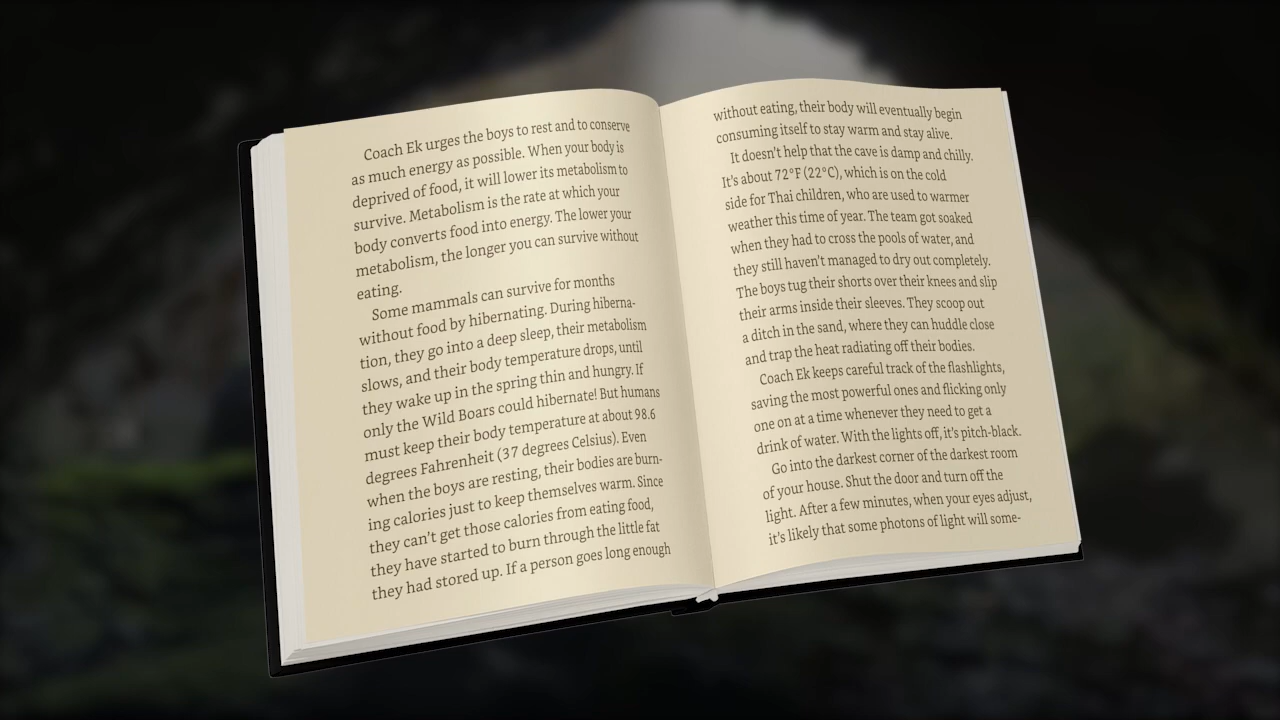 Coach Ek urges the boys to rest and to conserve
as much energy as possible. When your body is
deprived of food, it will lower its metabolism to
survive. Metabolism is the rate at which your
body converts food into energy. The lower your
metabolism, the longer you can survive without
eating.
Some mammals can survive for months
without food by hibernating. During hiberna-
tion, they go into a deep sleep, their metabolism
slows, and their body temperature drops, until
they wake up in the spring thin and hungry. If
only the Wild Boars could hibernate! But humans
must keep their body temperature at about 98.6
degrees Fahrenheit (37 degrees Celsius). Even
when the boys are resting, their bodies are burn-
ing calories just to keep themselves warm. Since
they can't get those calories from eating food,
they have started to burn through the little fat
they had stored up. If a person goes long enough
without eating, their body will eventually begin
consuming itself to stay warm and stay alive.
It doesn't help that the cave is damp and chilly.
It's about 72°F (22°C), which is on the cold
side for Thai children, who are used to warmer
weather this time of year. The team got soaked
when they had to cross the pools of water, and
they still haven't managed to dry out completely.
The boys tug their shorts over their knees and slip
their arms inside their sleeves. They scoop out
a ditch in the sand, where they can huddle close
and trap the heat radiating off their bodies.
Coach Ek keeps careful track of the flashlights,
saving the most powerful ones and flicking only
one on at a time whenever they need to get a
drink of water. With the lights off, it's pitch-black.
Go into the darkest corner of the darkest room
of your house. Shut the door and turn off the
light. After a few minutes, when your eyes adjust,
it's likely that some photons of light will some-